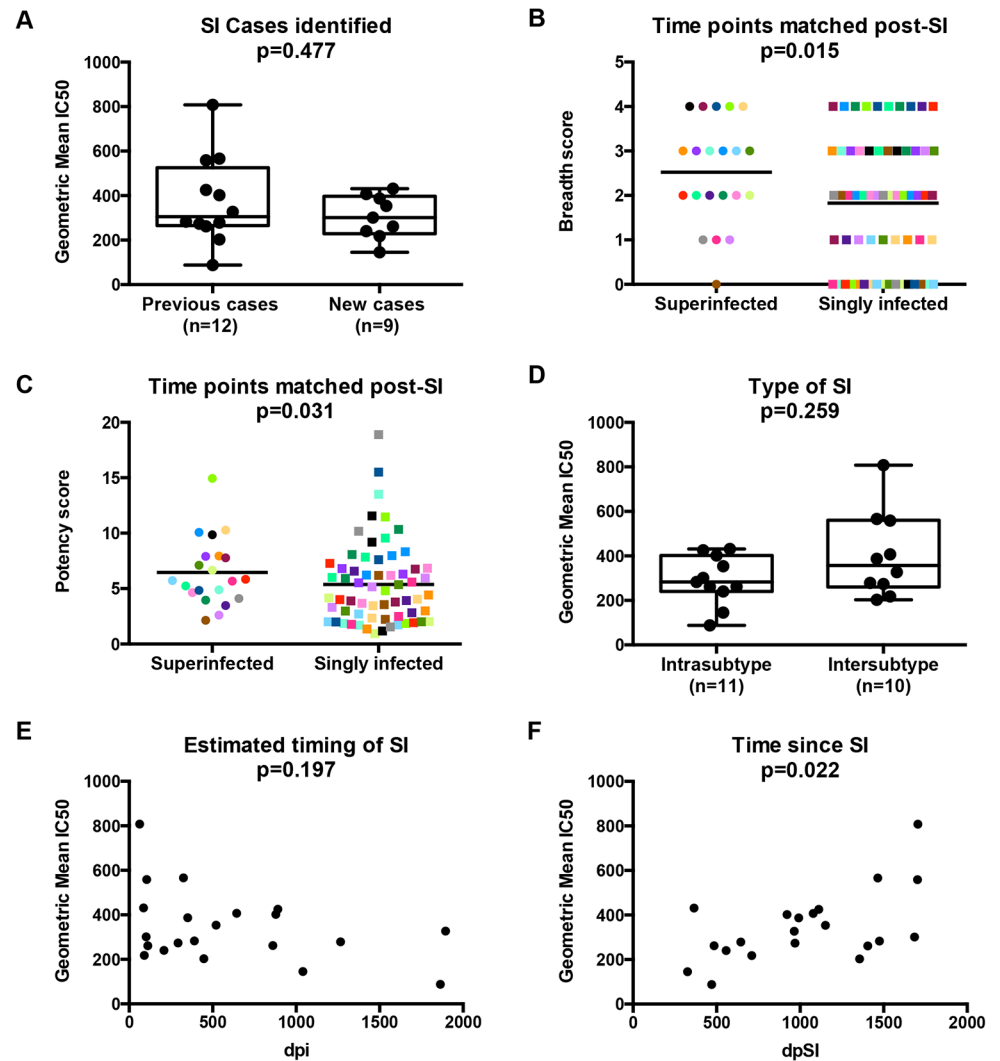 A
SI Cases identified
p=0.477
Geometric Mean IC50
1000
800
600
400
200
0
Previous cases
(n=12)
New cases
(n=9)
B
Time points matched post-SI
p=0.015
Breadth score
5
4
3
2
1
0
Superinfected
Singly infected
C
Time points matched post-SI
p=0.031
Potency score
20
15
10
5
0
Superinfected
Singly infected
D
Type of SI
p=0.259
Geometric Mean IC50
1000
800
600
400
200
0
Intrasubtype
(n=11)
Intersubtype
(n=10)
E
Estimated timing of SI
p=0.197
Geometric Mean IC50
1000
800
600
400
200
0
0 500 1000 1500 2000
dpi
F
Time since SI
p=0.022
Geometric Mean IC50
1000
800
600
400
200
0
0 500 1000 1500 2000
dpSI